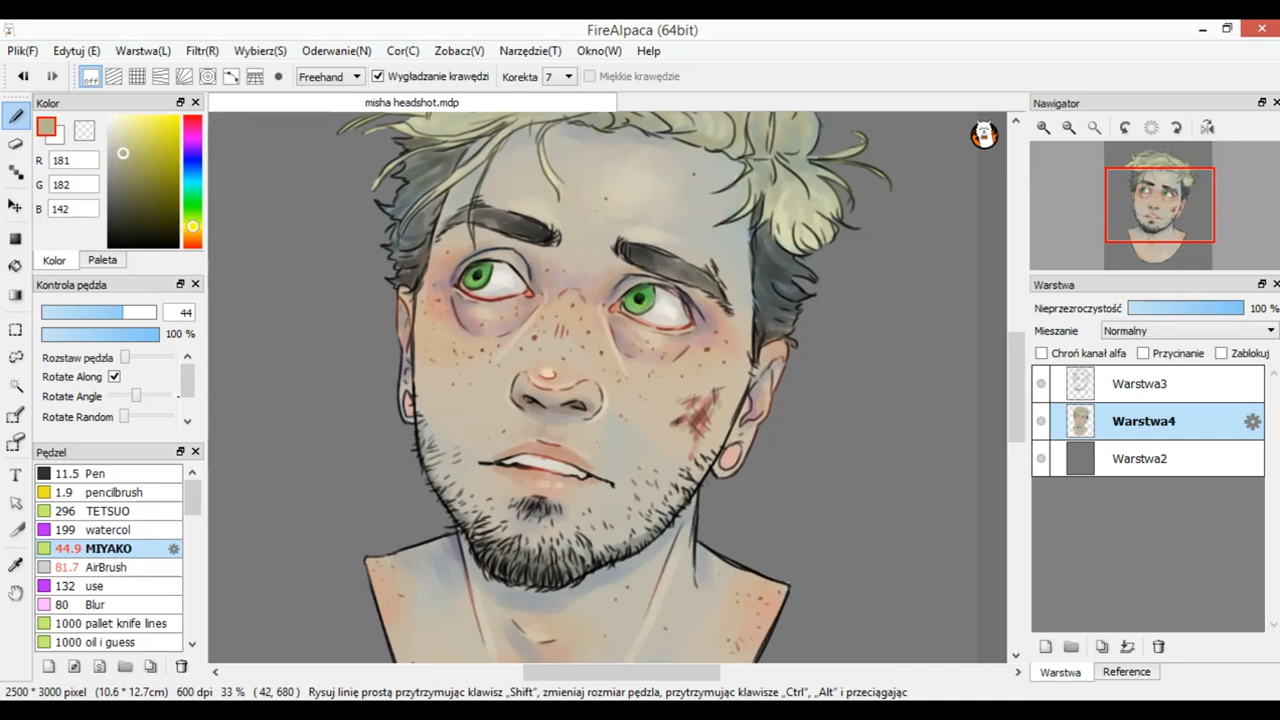 FireAlpaca (64bit)
Plik(F) Edytuj (E) Warstwa(L) Filtr(R) Wybierz(S) Oderwanie(N) Cor(C) Zobacz(V) Narzędzie(T) Okno(W) Help
off Freehand Wygładzanie krawędzi Korekta 7 Miękkie krawędzie
Kolor
misha headshot.mdp
Nawigator
R 181
G 182
B 142
Kolor Paleta
Kontrola pędzla
44
100 %
Rozstaw pędzla
Rotate Along
Rotate Angle
Rotate Random
Pędzel
11.5 Pen
1.9 pencilbrush
296 TETSUO
199 watercol
44.9 MIYAKO
81.7 AirBrush
132 use
80 Blur
1000 pallet knife lines
1000 oil i guess
Warstwa
Nieprzezroczystość 100 %
Mieszanie Normalny
Chroń kanał alfa Przycinanie Zablokuj
Warstwa3
Warstwa4
Warstwa2
Warstwa Reference
2500 * 3000 pixel (10.6 * 12.7cm) 600 dpi 33 % ( 42, 680) Rysuj linię prostą przytrzymując klawisz „Shift”, zmieniaj rozmiar pędzla, przytrzymując klawisze „Ctrl”, „Alt” i przeciągając